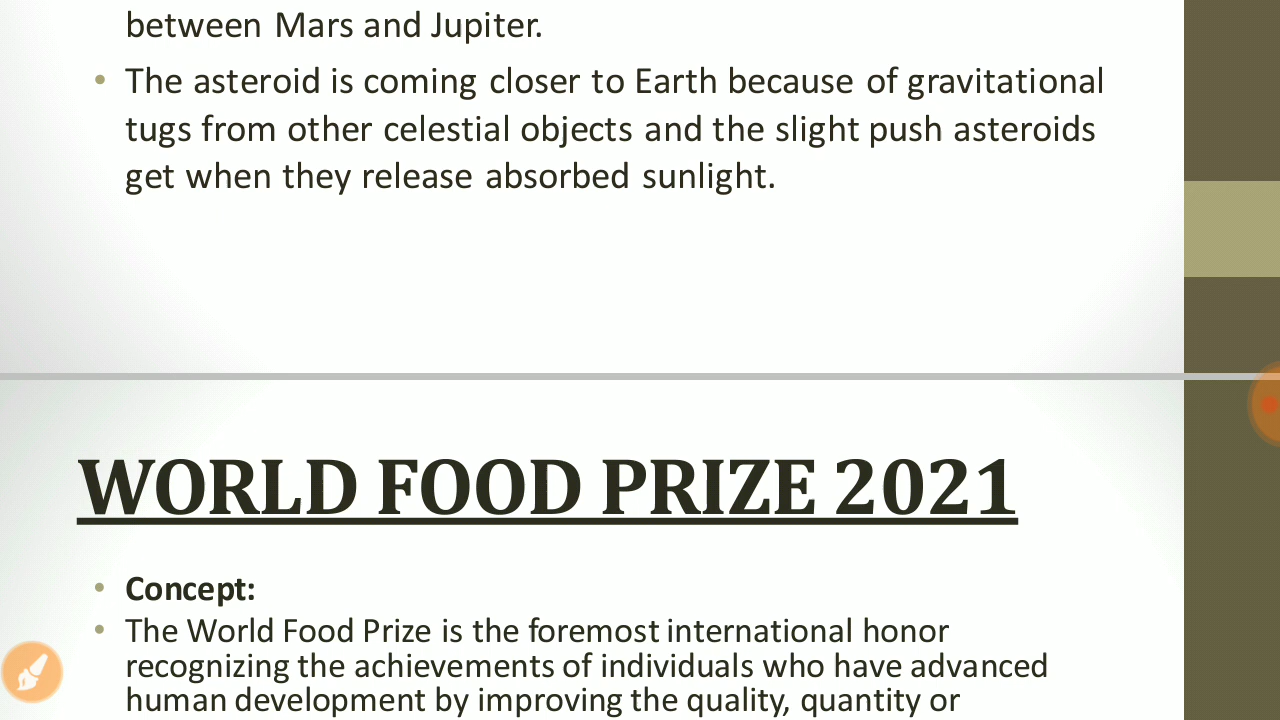 between Mars and Jupiter.
• The asteroid is coming closer to Earth because of gravitational
tugs from other celestial objects and the slight push asteroids
get when they release absorbed sunlight.
WORLD FOOD PRIZE 2021
• Concept:
• The World Food Prize is the foremost international honor
recognizing the achievements of individuals who have advanced
human development by improving the quality, quantity or